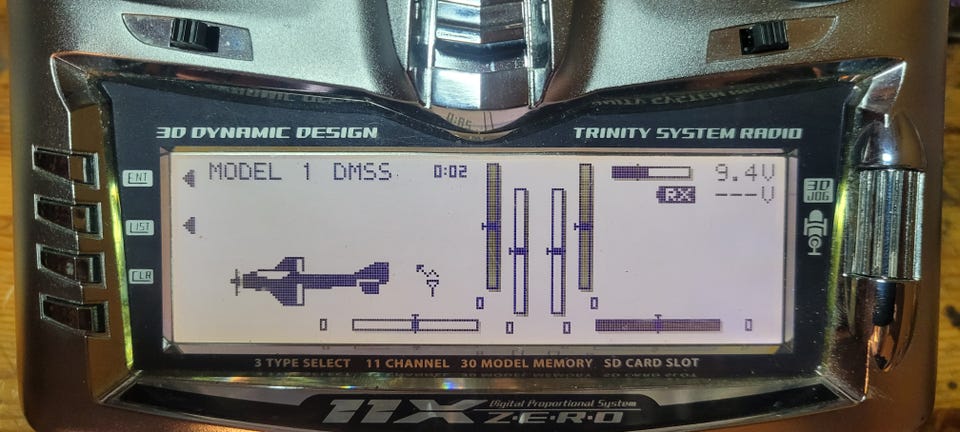 3D DYNAMIC DESIGN
TRINITY SYSTEM RADIO
MODEL 1 DMSS 0:02 9.4V
RX ---V
ENT
LIST
CLR
3D
JOG
0 0
0 0 0 0
3 TYPE SELECT 11 CHANNEL 30 MODEL MEMORY SD CARD SLOT
11X Digital Proportional System
Z·E·R·O